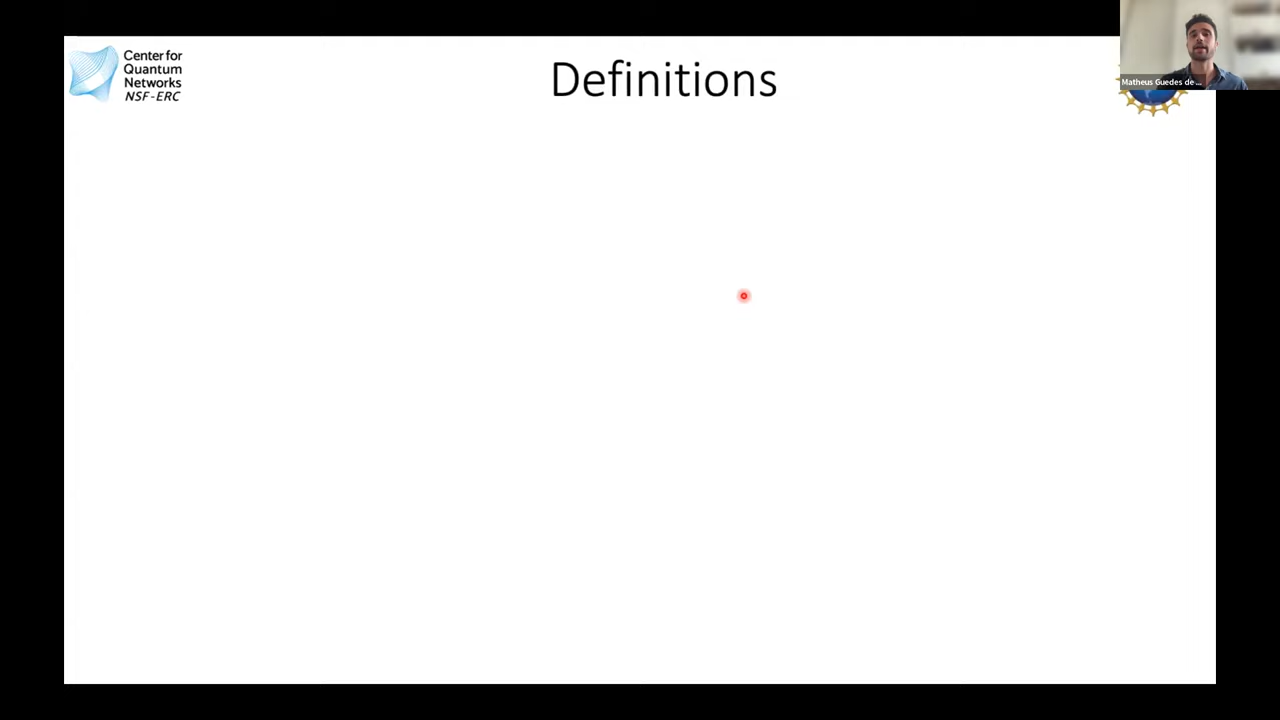 Center for
Quantum
Networks
NSF-ERC
Definitions
Matheus Guedes de ...